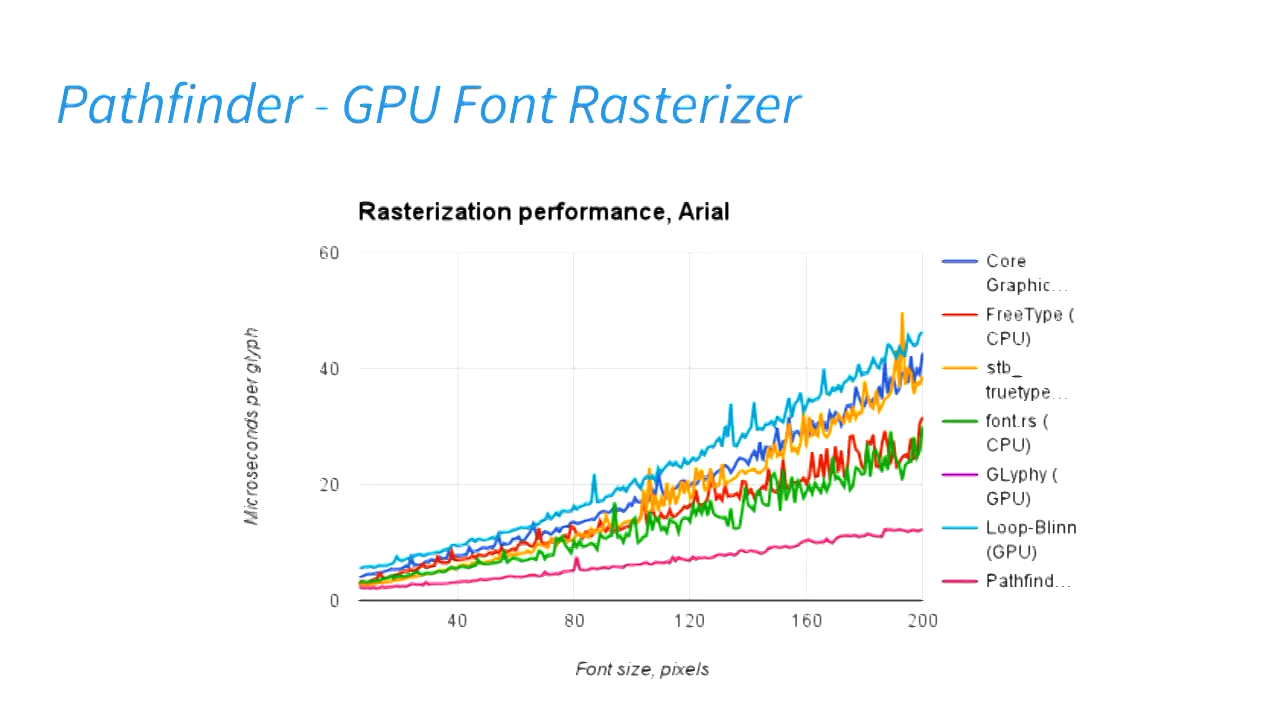 Pathfinder - GPU Font Rasterizer
Rasterization performance, Arial
60
40
20
0
Microseconds per glyph
40 80 120 160 200
Font size, pixels
Core
Graphic...
FreeType (
CPU)
stb_
truetype...
font.rs (
CPU)
GLyphy (
GPU)
Loop-Blinn
(GPU)
Pathfind...